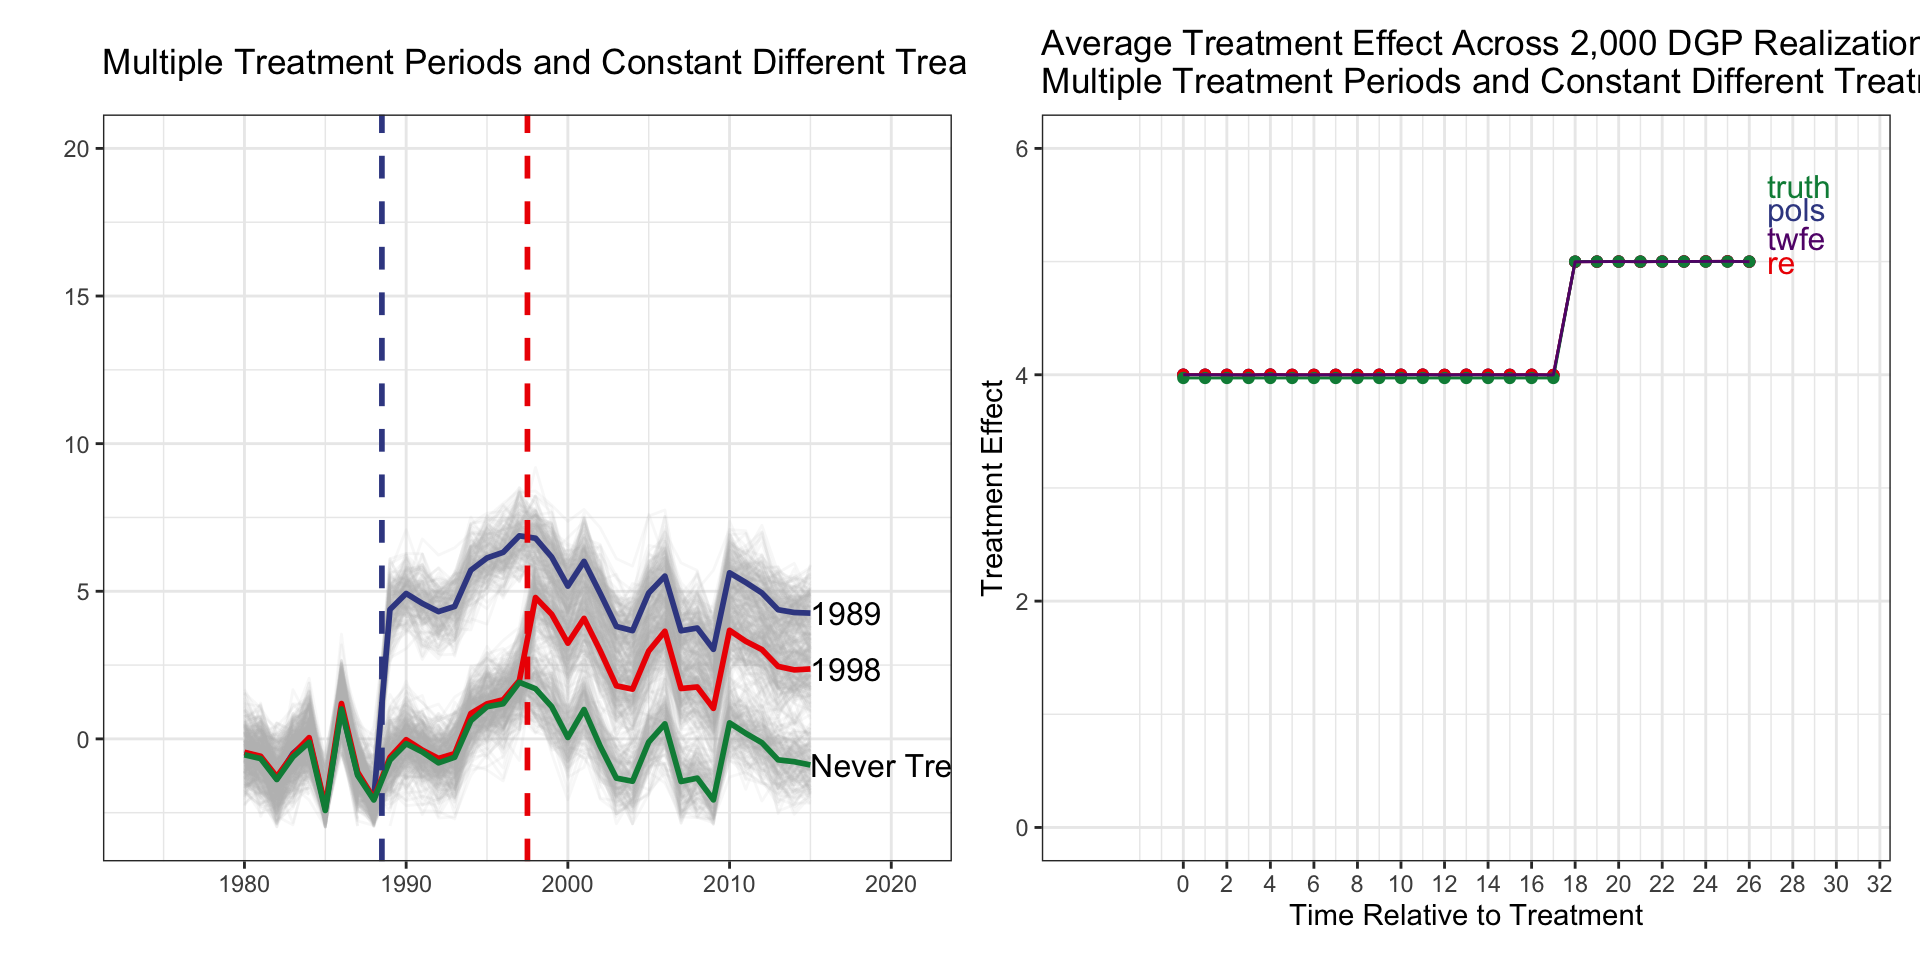 Multiple Treatment Periods and Constant Different Trea
20
15
10
5
0
1989
1998
Never Tre
1980 1990 2000 2010 2020
Average Treatment Effect Across 2,000 DGP Realization
Multiple Treatment Periods and Constant Different Treat
Treatment Effect
6
4
2
0
truth
pols
twfe
re
0 2 4 6 8 10 12 14 16 18 20 22 24 26 28 30 32
Time Relative to Treatment